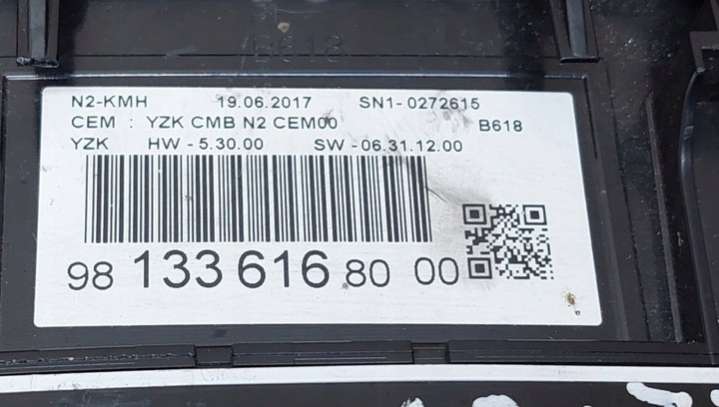 B618
N2-KMH 19.06.2017 SN1-0272615
CEM : YZK CMB N2 CEM00 B618
YZK HW -5.30.00 SW -06.31.12.00
98 133 616 80 00